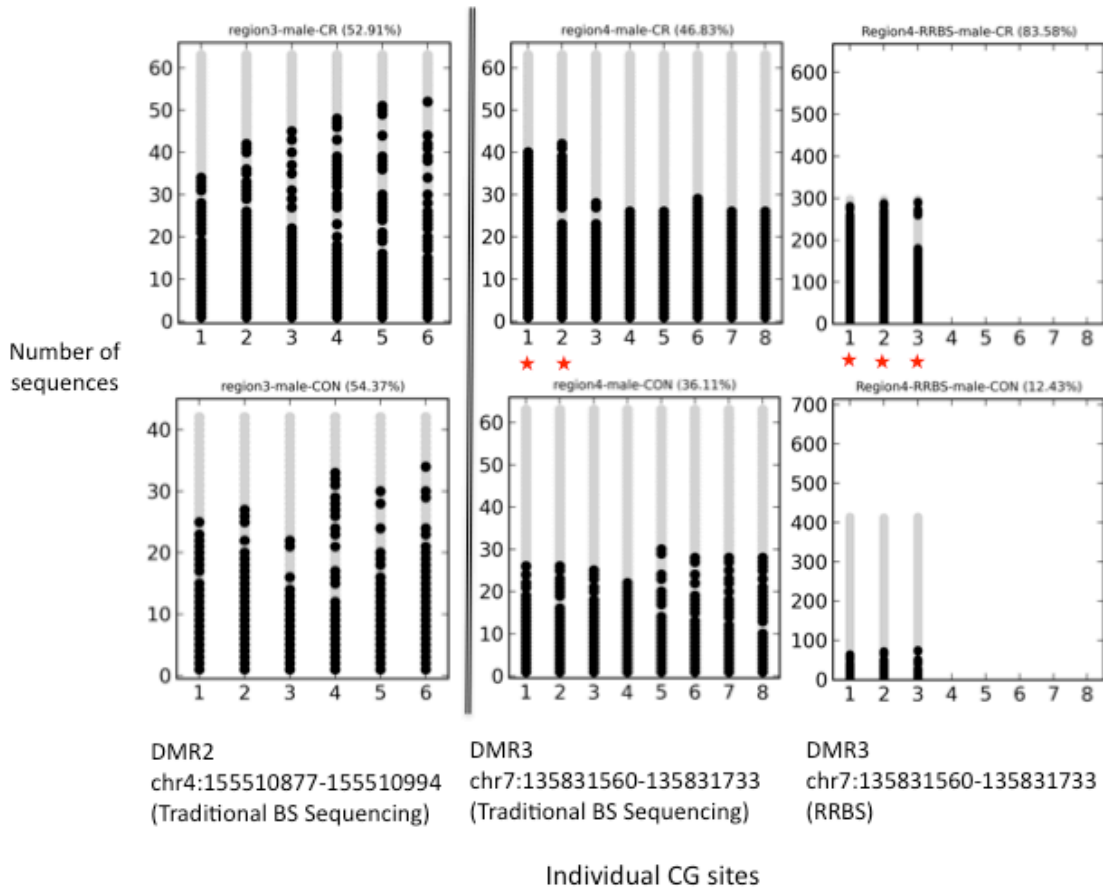 region3-male-CR (52.91%)
region4-male-CR (46.83%)
Region4-RRBS-male-CR (83.58%)
60
50
40
30
20
10
0
1 2 3 4 5 6
60
50
40
30
20
10
0
1 2 3 4 5 6 7 8
600
500
400
300
200
100
0
1 2 3 4 5 6 7 8
Number of
sequences
region3-male-CON (54.37%)
region4-male-CON (36.11%)
Region4-RRBS-male-CON (12.43%)
40
30
20
10
0
1 2 3 4 5 6
60
50
40
30
20
10
0
1 2 3 4 5 6 7 8
700
600
500
400
300
200
100
0
1 2 3 4 5 6 7 8
DMR2
chr4:155510877-155510994
(Traditional BS Sequencing)
DMR3
chr7:135831560-135831733
(Traditional BS Sequencing)
DMR3
chr7:135831560-135831733
(RRBS)
Individual CG sites